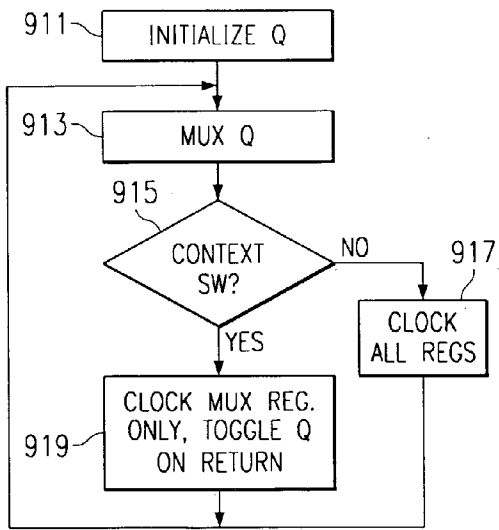 911
INITIALIZE Q
913
MUX Q
915
CONTEXT
SW?
NO
917
CLOCK
ALL REGS
YES
CLOCK MUX REG.
ONLY, TOGGLE Q
ON RETURN
919